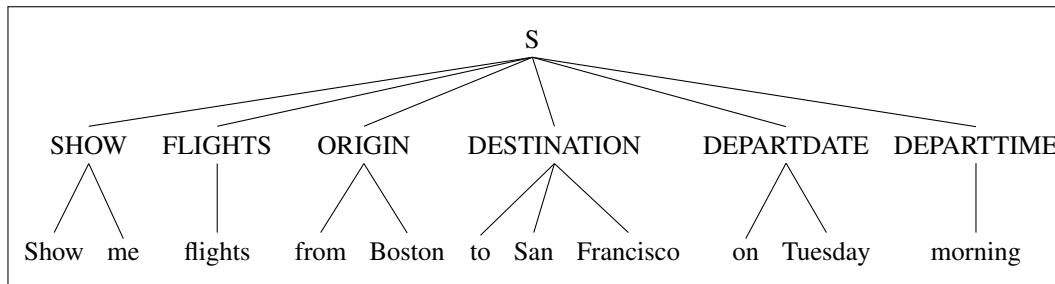 S
SHOW FLIGHTS ORIGIN DESTINATION DEPARTDATE DEPARTTIME
Show me flights from Boston to San Francisco on Tuesday morning